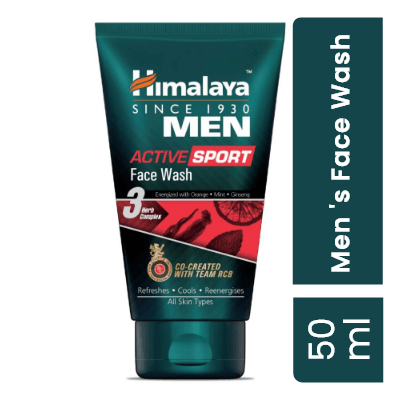 Himalaya™
SINCE 1930
MEN
ACTIVE SPORT
Face Wash
Energized with Orange • Mint • Ginseng
3 Herb
Complex
CO-CREATED
WITH TEAM RCB
Refreshes • Cools • Reenergises
All Skin Types
Men's Face Wash
50
ml